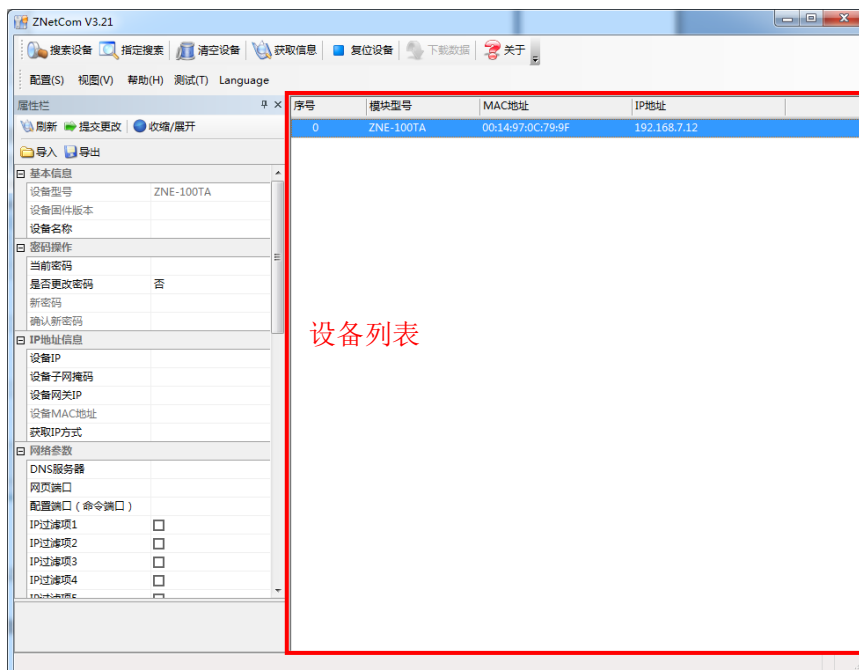 ZNetCom V3.21
搜索设备 指定搜索 清空设备 获取信息 复位设备 下载数据 关于
配置(S) 视图(V) 帮助(H) 测试(T) Language
属性栏
刷新 提交更改 收缩/展开
导入 导出
基本信息
设备型号 ZNE-100TA
设备固件版本
设备名称
密码操作
当前密码
是否更改密码 否
新密码
确认新密码
IP地址信息
设备IP
设备子网掩码
设备网关IP
设备MAC地址
获取IP方式
网络参数
DNS服务器
网页端口
配置端口（命令端口）
IP过滤项1
IP过滤项2
IP过滤项3
IP过滤项4
IP过滤项5
序号 模块型号 MAC地址 IP地址
0 ZNE-100TA 00:14:97:0C:79:9F 192.168.7.12
设备列表